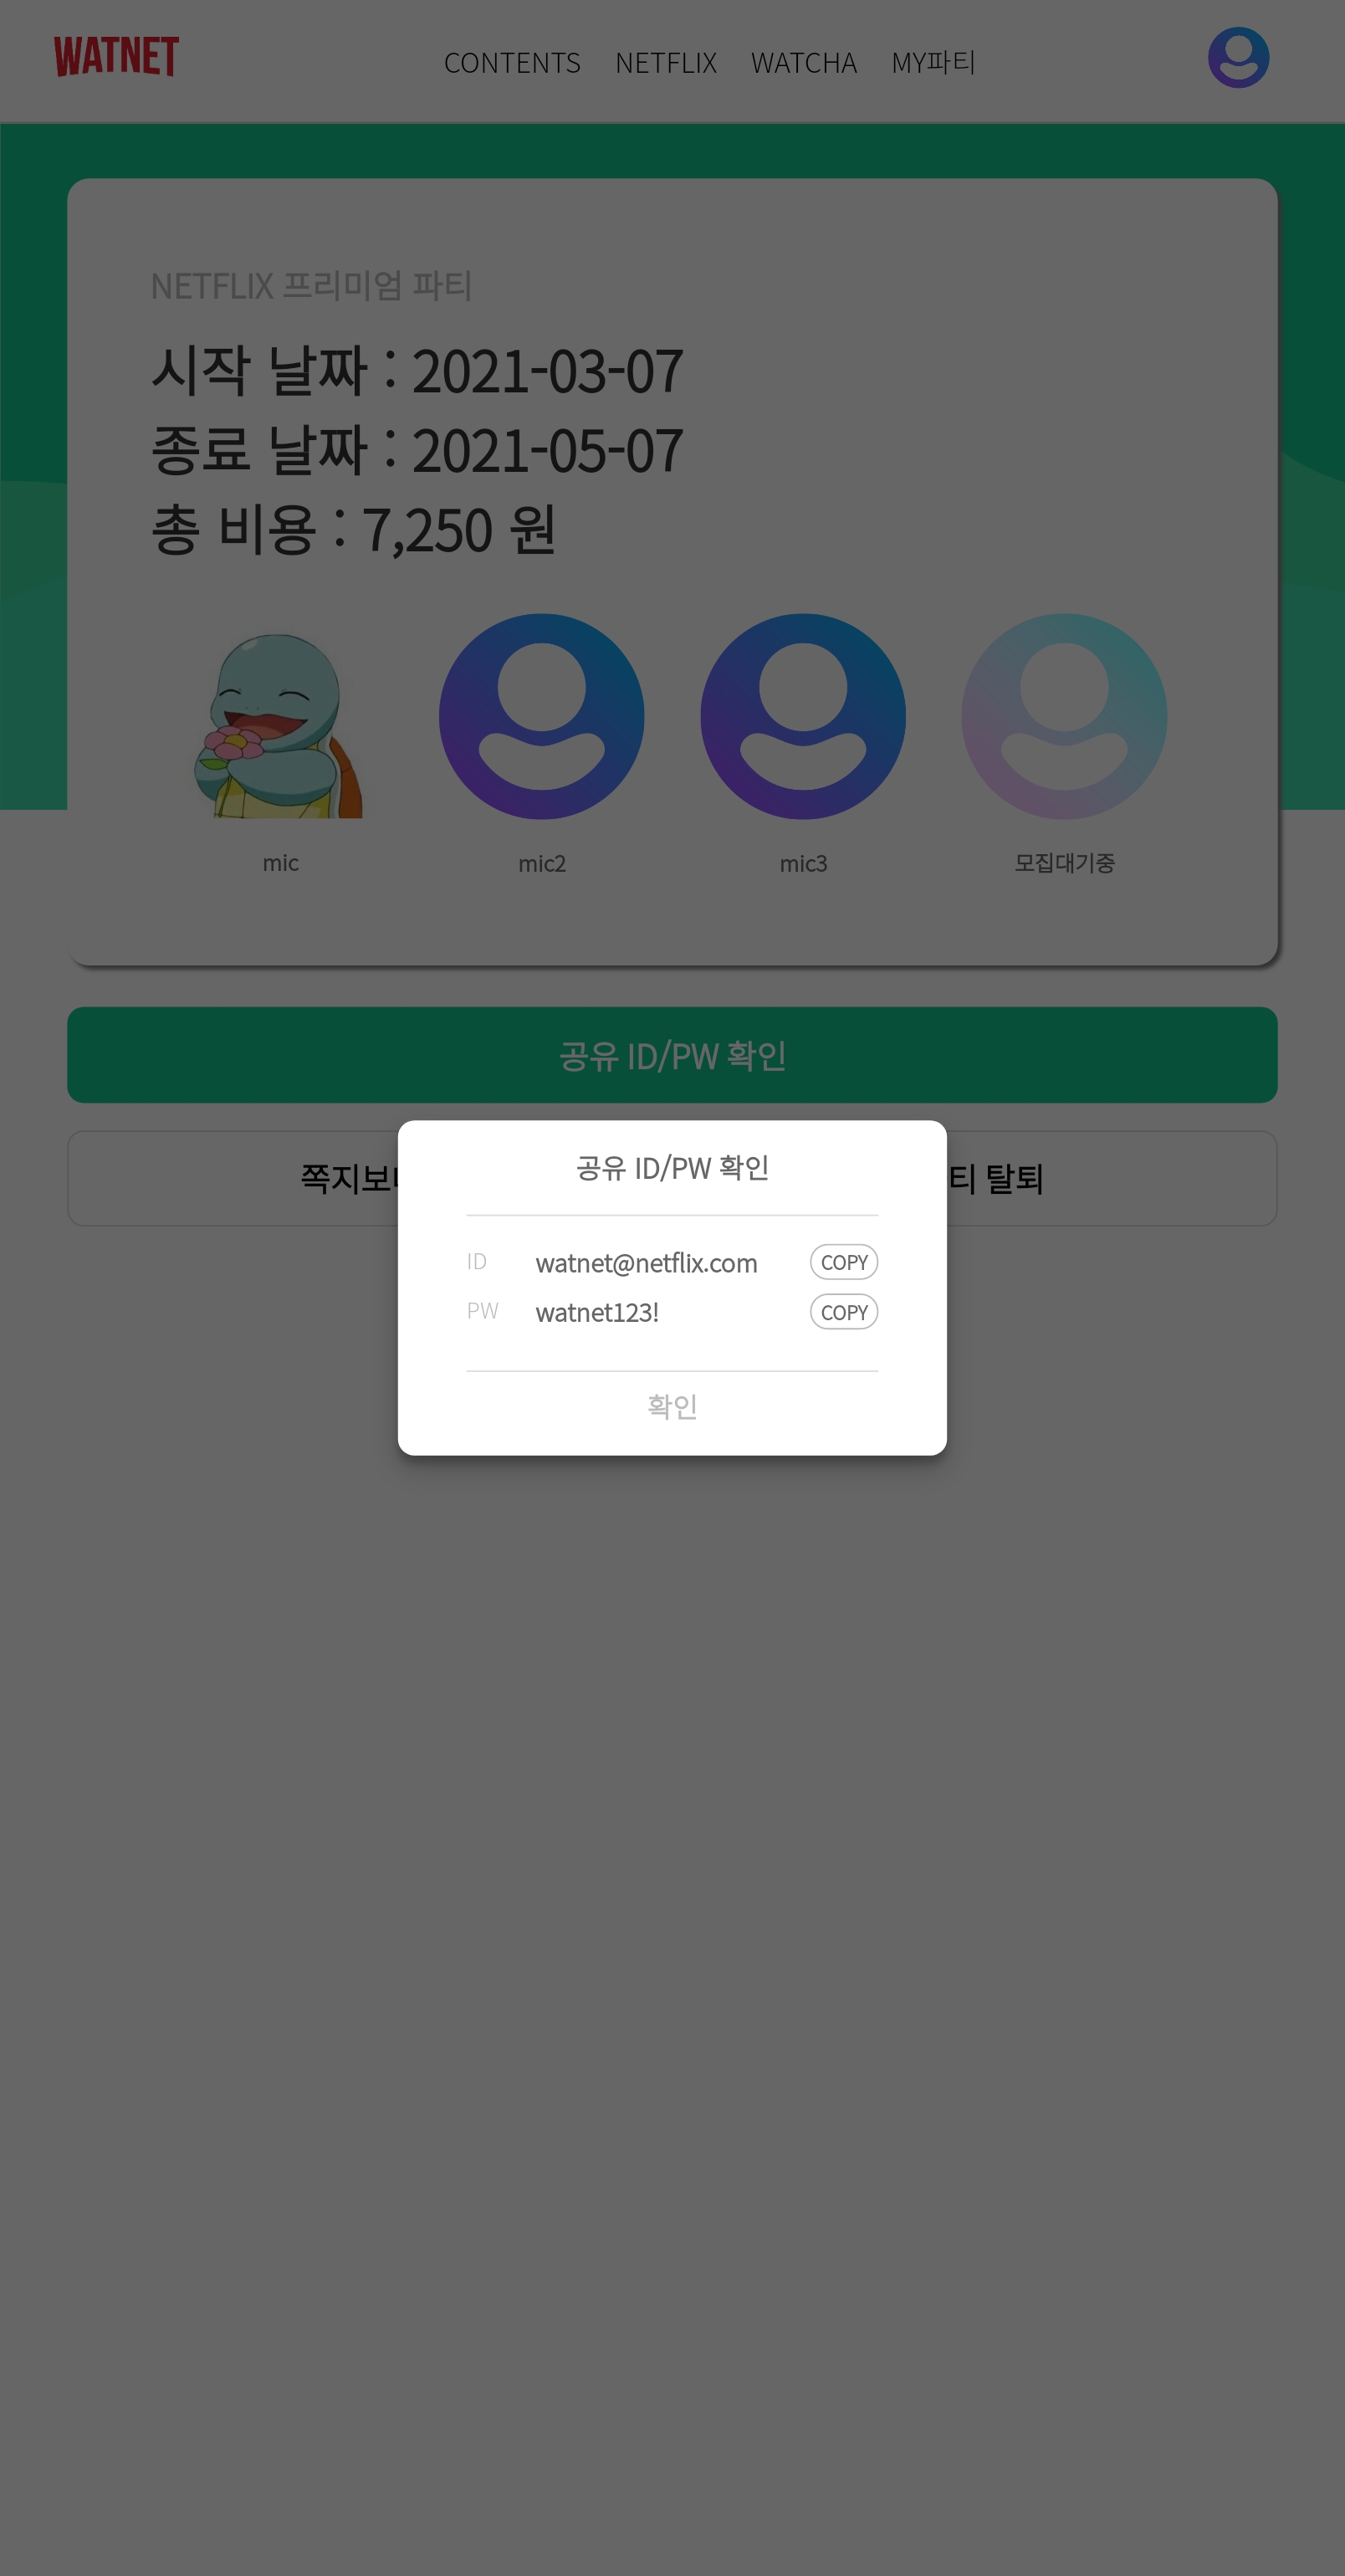 WATNET
CONTENTS NETFLIX WATCHA MY파티
NETFLIX 프리미엄 파티
시작 날짜 : 2021-03-07
종료 날짜 : 2021-05-07
총 비용 : 7,250 원
mic mic2 mic3 모집대기중
공유 ID/PW 확인
쪽지보 티 탈퇴
공유 ID/PW 확인
ID watnet@netflix.com COPY
PW watnet123! COPY
확인